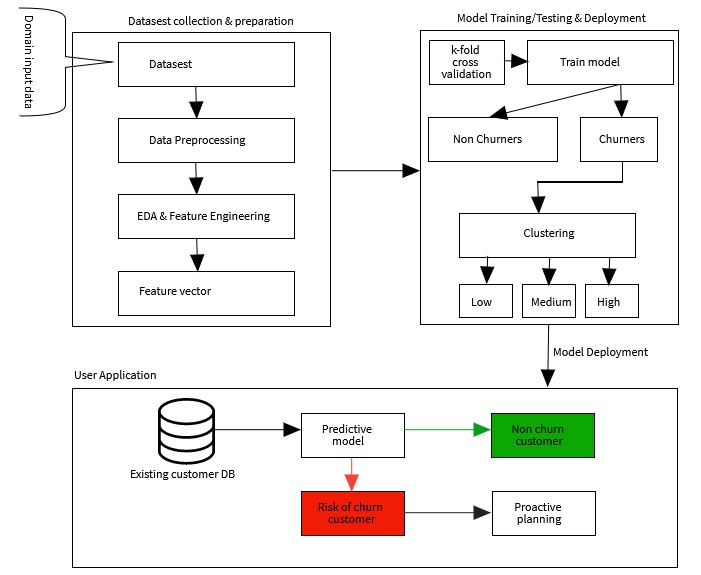 Datasest collection & preparation
Domain input data
Datasest
Data Preprocessing
EDA & Feature Engineering
Feature vector
Model Training/Testing & Deployment
k-fold
cross
validation
Train model
Non Churners
Churners
Clustering
Low
Medium
High
Model Deployment
User Application
Existing customer DB
Predictive
model
Non churn
customer
Risk of churn
customer
Proactive
planning